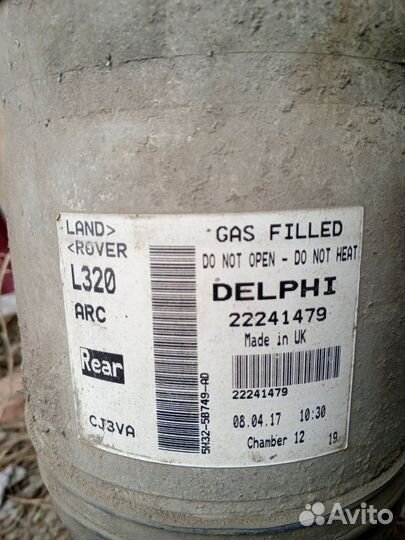 LAND>
<ROVER
L320
ARC
Rear
CJ3VA
5H32-5B749-AD
GAS FILLED
DO NOT OPEN - DO NOT HEAT
DELPHI
22241479
Made in UK
22241479
08.04.17 10:30
Chamber 12 19
Avito